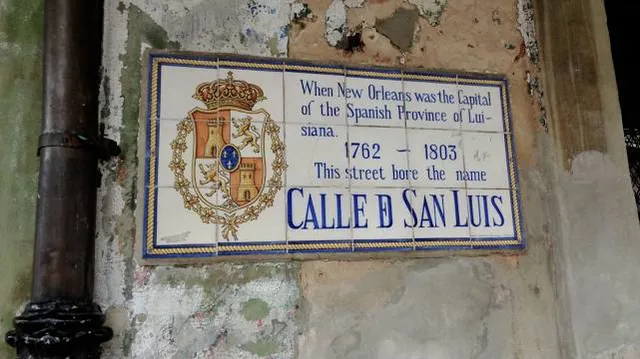 When New Orleans was the Capital
of the Spanish Province of Lui-
siana.
1762 - 1803
This street bore the name
CALLE D SAN LUIS